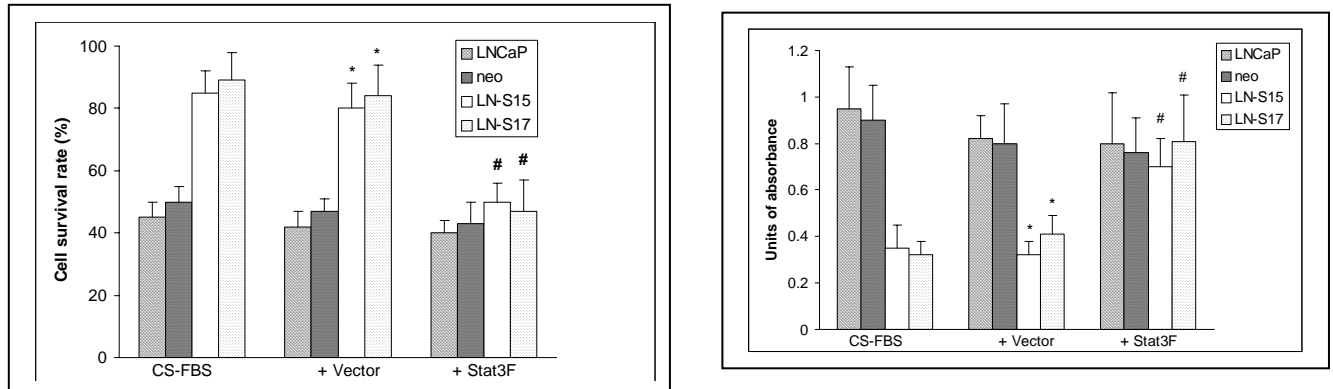 Cell survival rate (%)
100
80
60
40
20
0
LNCaP
neo
LN-S15
LN-S17
*
*
#
#
CS-FBS
+ Vector
+ Stat3F
Units of absorbance
1.2
1
0.8
0.6
0.4
0.2
0
LNCaP
neo
LN-S15
LN-S17
*
*
#
#
CS-FBS
+ Vector
+ Stat3F